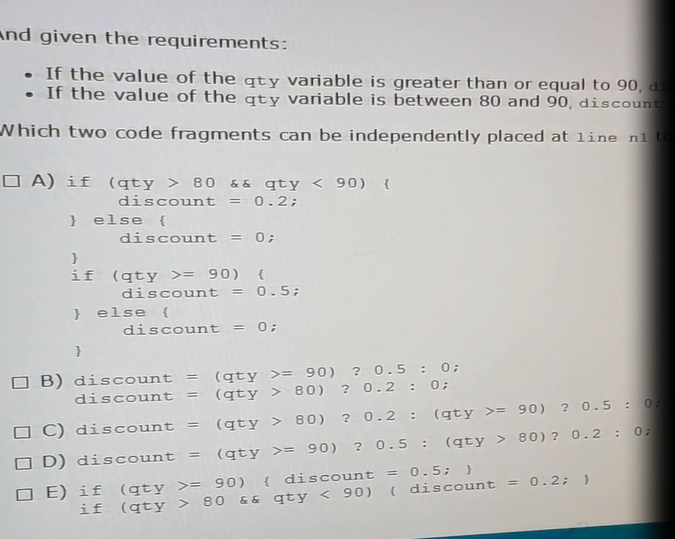 And given the requirements:
• If the value of the qty variable is greater than or equal to 90,
• If the value of the qty variable is between 80 and 90, discount
Which two code fragments can be independently placed at line n1
A) if (qty > 80 && qty < 90) {
discount = 0.2;
} else {
discount = 0;
}
if (qty >= 90) {
discount = 0.5;
} else {
discount = 0;
}
B) discount = (qty >= 90) ? 0.5 : 0;
discount = (qty > 80) ? 0.2 : 0;
C) discount = (qty > 80) ? 0.2 : (qty >= 90) ? 0.5 : 0;
D) discount = (qty >= 90) ? 0.5 : (qty > 80)? 0.2 : 0;
E) if (qty >= 90) { discount = 0.5; }
if (qty > 80 && qty < 90) { discount = 0.2; }